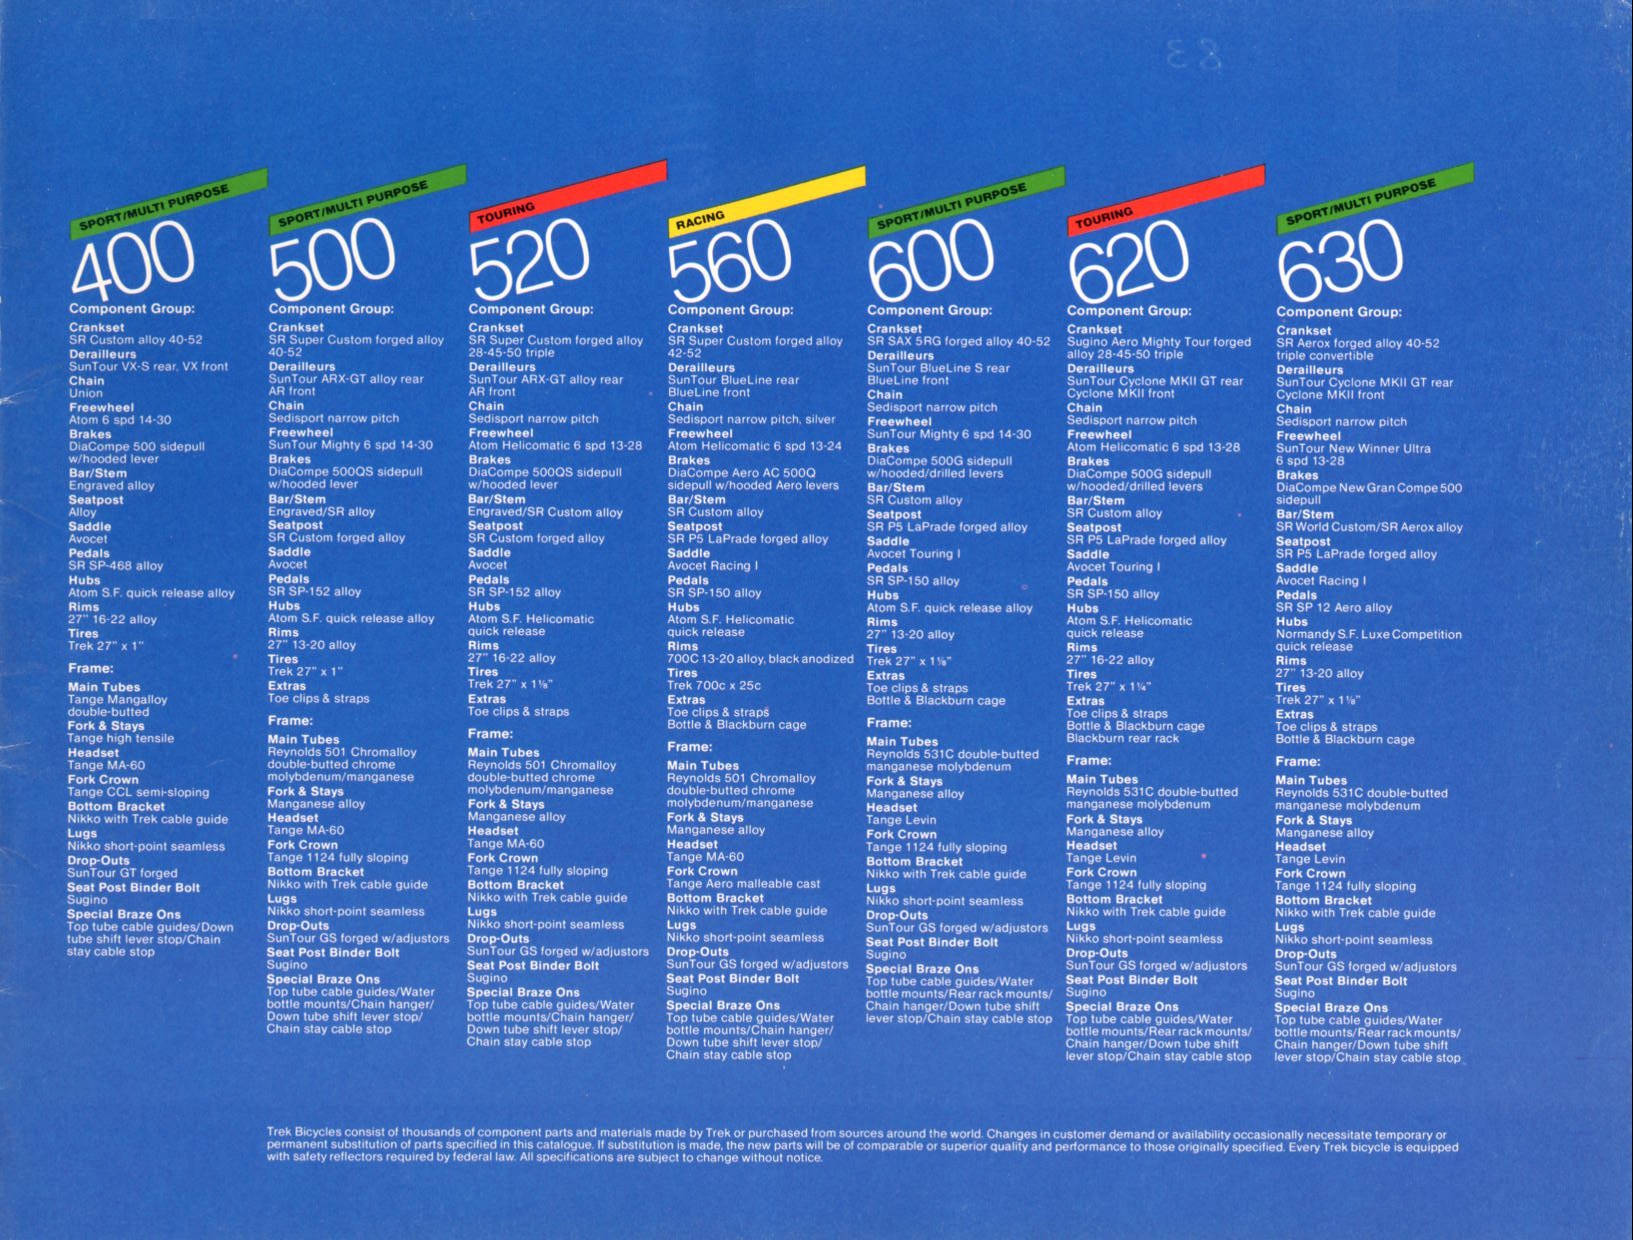 83
SPORT/MULTI PURPOSE
400
Component Group:
Crankset
SR Custom alloy 40-52
Derailleurs
SunTour VX-S rear, VX front
Chain
Union
Freewheel
Atom 6 spd 14-30
Brakes
DiaCompe 500 sidepull
w/hooded lever
Bar/Stem
Engraved alloy
Seatpost
Alloy
Saddle
Avocet
Pedals
SR SP-468 alloy
Hubs
Atom S.F. quick release alloy
Rims
27" 16-22 alloy
Tires
Trek 27" x 1"
Frame:
Main Tubes
Tange Mangalloy
double-butted
Fork & Stays
Tange high tensile
Headset
Tange MA-60
Fork Crown
Tange CCL semi-sloping
Bottom Bracket
Nikko with Trek cable guide
Lugs
Nikko short-point seamless
Drop-Outs
SunTour GT forged
Seat Post Binder Bolt
Sugino
Special Braze Ons
Top tube cable guides/Down
tube shift lever stop/Chain
stay cable stop
SPORT/MULTI PURPOSE
500
Component Group:
Crankset
SR Super Custom forged alloy
40-52
Derailleurs
SunTour ARX-GT alloy rear
AR front
Chain
Sedisport narrow pitch
Freewheel
SunTour Mighty 6 spd 14-30
Brakes
DiaCompe 500QS sidepull
w/hooded lever
Bar/Stem
Engraved/SR alloy
Seatpost
SR Custom forged alloy
Saddle
Avocet
Pedals
SR SP-152 alloy
Hubs
Atom S.F. quick release alloy
Rims
27" 13-20 alloy
Tires
Trek 27" x 1"
Extras
Toe clips & straps
Frame:
Main Tubes
Reynolds 501 Chromalloy
double-butted chrome
molybdenum/manganese
Fork & Stays
Manganese alloy
Headset
Tange MA-60
Fork Crown
Tange 1124 fully sloping
Bottom Bracket
Nikko with Trek cable guide
Lugs
Nikko short-point seamless
Drop-Outs
SunTour GS forged w/adjustors
Seat Post Binder Bolt
Sugino
Special Braze Ons
Top tube cable guides/Water
bottle mounts/Chain hanger/
Down tube shift lever stop/
Chain stay cable stop
TOURING
520
Component Group:
Crankset
SR Super Custom forged alloy
28-45-50 triple
Derailleurs
SunTour ARX-GT alloy rear
AR front
Chain
Sedisport narrow pitch
Freewheel
Atom Helicomatic 6 spd 13-28
Brakes
DiaCompe 500QS sidepull
w/hooded lever
Bar/Stem
Engraved/SR Custom alloy
Seatpost
SR Custom forged alloy
Saddle
Avocet
Pedals
SR SP-152 alloy
Hubs
Atom S.F. Helicomatic
quick release
Rims
27" 16-22 alloy
Tires
Trek 27" x 1⅛"
Extras
Toe clips & straps
Frame:
Main Tubes
Reynolds 501 Chromalloy
double-butted chrome
molybdenum/manganese
Fork & Stays
Manganese alloy
Headset
Tange MA-60
Fork Crown
Tange 1124 fully sloping
Bottom Bracket
Nikko with Trek cable guide
Lugs
Nikko short-point seamless
Drop-Outs
SunTour GS forged w/adjustors
Seat Post Binder Bolt
Sugino
Special Braze Ons
Top tube cable guides/Water
bottle mounts/Chain hanger/
Down tube shift lever stop/
Chain stay cable stop
RACING
560
Component Group:
Crankset
SR Super Custom forged alloy
42-52
Derailleurs
SunTour BlueLine rear
BlueLine front
Chain
Sedisport narrow pitch, silver
Freewheel
Atom Helicomatic 6 spd 13-24
Brakes
DiaCompe Aero AC 500Q
sidepull w/hooded Aero levers
Bar/Stem
SR Custom alloy
Seatpost
SR P5 LaPrade forged alloy
Saddle
Avocet Racing I
Pedals
SR SP-150 alloy
Hubs
Atom S.F. Helicomatic
quick release
Rims
700C 13-20 alloy, black anodized
Tires
Trek 700c x 25c
Extras
Toe clips & straps
Bottle & Blackburn cage
Frame:
Main Tubes
Reynolds 501 Chromalloy
double-butted chrome
molybdenum/manganese
Fork & Stays
Manganese alloy
Headset
Tange MA-60
Fork Crown
Tange Aero malleable cast
Bottom Bracket
Nikko with Trek cable guide
Lugs
Nikko short-point seamless
Drop-Outs
SunTour GS forged w/adjustors
Seat Post Binder Bolt
Sugino
Special Braze Ons
Top tube cable guides/Water
bottle mounts/Chain hanger/
Down tube shift lever stop/
Chain stay cable stop
SPORT/MULTI PURPOSE
600
Component Group:
Crankset
SR SAX 5RG forged alloy 40-52
Derailleurs
SunTour BlueLine S rear
BlueLine front
Chain
Sedisport narrow pitch
Freewheel
SunTour Mighty 6 spd 14-30
Brakes
DiaCompe 500G sidepull
w/hooded/drilled levers
Bar/Stem
SR Custom alloy
Seatpost
SR P5 LaPrade forged alloy
Saddle
Avocet Touring I
Pedals
SR SP-150 alloy
Hubs
Atom S.F. quick release alloy
Rims
27" 13-20 alloy
Tires
Trek 27" x 1⅛"
Extras
Toe clips & straps
Bottle & Blackburn cage
Frame:
Main Tubes
Reynolds 531C double-butted
manganese molybdenum
Fork & Stays
Manganese alloy
Headset
Tange Levin
Fork Crown
Tange 1124 fully sloping
Bottom Bracket
Nikko with Trek cable guide
Lugs
Nikko short-point seamless
Drop-Outs
SunTour GS forged w/adjustors
Seat Post Binder Bolt
Sugino
Special Braze Ons
Top tube cable guides/Water
bottle mounts/Rear rack mounts/
Chain hanger/Down tube shift
lever stop/Chain stay cable stop
TOURING
620
Component Group:
Crankset
Sugino Aero Mighty Tour forged
alloy 28-45-50 triple
Derailleurs
SunTour Cyclone MKII GT rear
Cyclone MKII front
Chain
Sedisport narrow pitch
Freewheel
Atom Helicomatic 6 spd 13-28
Brakes
DiaCompe 500G sidepull
w/hooded/drilled levers
Bar/Stem
SR Custom alloy
Seatpost
SR P5 LaPrade forged alloy
Saddle
Avocet Touring I
Pedals
SR SP-150 alloy
Hubs
Atom S.F. Helicomatic
quick release
Rims
27" 16-22 alloy
Tires
Trek 27" x 1¼"
Extras
Toe clips & straps
Bottle & Blackburn cage
Blackburn rear rack
Frame:
Main Tubes
Reynolds 531C double-butted
manganese molybdenum
Fork & Stays
Manganese alloy
Headset
Tange Levin
Fork Crown
Tange 1124 fully sloping
Bottom Bracket
Nikko with Trek cable guide
Lugs
Nikko short-point seamless
Drop-Outs
SunTour GS forged w/adjustors
Seat Post Binder Bolt
Sugino
Special Braze Ons
Top tube cable guides/Water
bottle mounts/Rear rack mounts/
Chain hanger/Down tube shift
lever stop/Chain stay cable stop
SPORT/MULTI PURPOSE
630
Component Group:
Crankset
SR Aerox forged alloy 40-52
triple convertible
Derailleurs
SunTour Cyclone MKII GT rear
Cyclone MKII front
Chain
Sedisport narrow pitch
Freewheel
SunTour New Winner Ultra
6 spd 13-28
Brakes
DiaCompe New Gran Compe 500
sidepull
Bar/Stem
SR World Custom/SR Aerox alloy
Seatpost
SR P5 LaPrade forged alloy
Saddle
Avocet Racing I
Pedals
SR SP 12 Aero alloy
Hubs
Normandy S.F. Luxe Competition
quick release
Rims
27" 13-20 alloy
Tires
Trek 27" x 1⅛"
Extras
Toe clips & straps
Bottle & Blackburn cage
Frame:
Main Tubes
Reynolds 531C double-butted
manganese molybdenum
Fork & Stays
Manganese alloy
Headset
Tange Levin
Fork Crown
Tange 1124 fully sloping
Bottom Bracket
Nikko with Trek cable guide
Lugs
Nikko short-point seamless
Drop-Outs
SunTour GS forged w/adjustors
Seat Post Binder Bolt
Sugino
Special Braze Ons
Top tube cable guides/Water
bottle mounts/Rear rack mounts/
Chain hanger/Down tube shift
lever stop/Chain stay cable stop
Trek Bicycles consist of thousands of component parts and materials made by Trek or purchased from sources around the world. Changes in customer demand or availability occasionally necessitate temporary or
permanent substitution of parts specified in this catalogue. If substitution is made, the new parts will be of comparable or superior quality and performance to those originally specified. Every Trek bicycle is equipped
with safety reflectors required by federal law. All specifications are subject to change without notice.